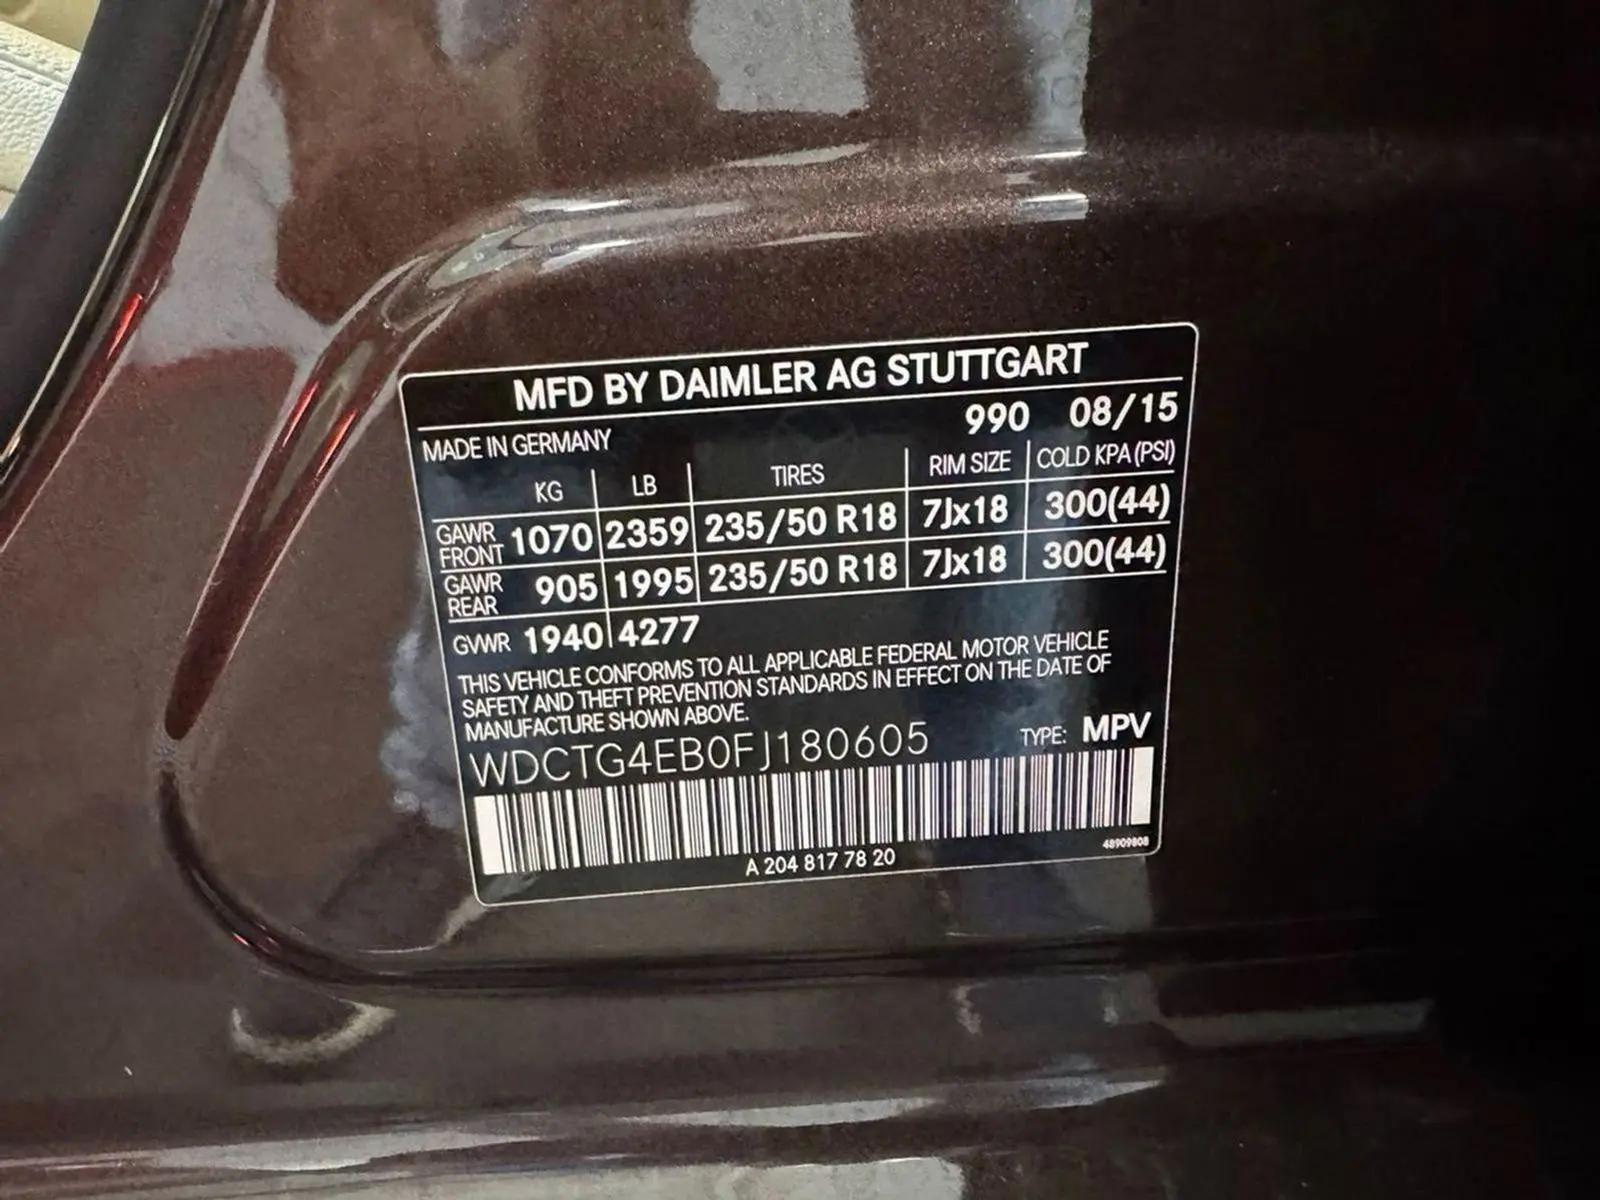 MFD BY DAIMLER AG STUTTGART
990 08/15
MADE IN GERMANY
KG LB TIRES RIM SIZE COLD KPA (PSI)
GAWR FRONT 1070 2359 235/50 R18 7Jx18 300(44)
GAWR REAR 905 1995 235/50 R18 7Jx18 300(44)
GVWR 1940 4277
THIS VEHICLE CONFORMS TO ALL APPLICABLE FEDERAL MOTOR VEHICLE
SAFETY AND THEFT PREVENTION STANDARDS IN EFFECT ON THE DATE OF
MANUFACTURE SHOWN ABOVE.
WDCTG4EB0FJ180605 TYPE: MPV
A 204 817 78 20
48909808